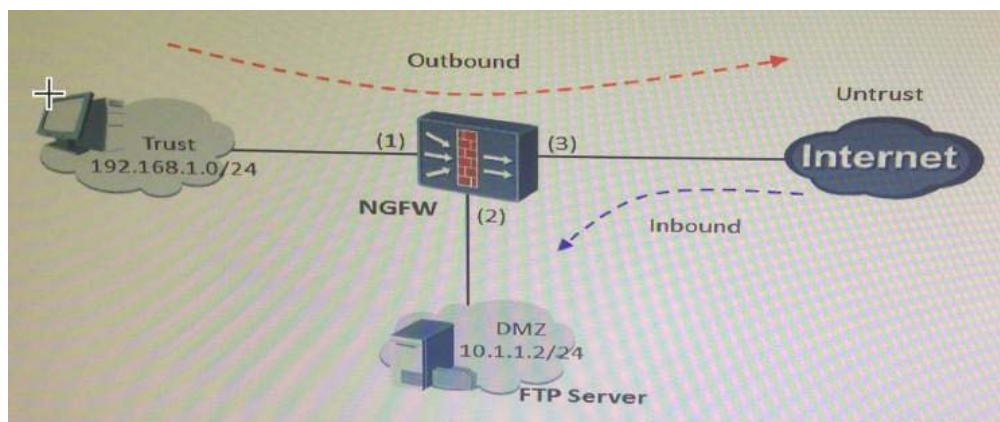 Outbound
Untrust
Trust
192.168.1.0/24
(1)
(3)
Internet
NGFW
(2)
Inbound
DMZ
10.1.1.2/24
FTP Server